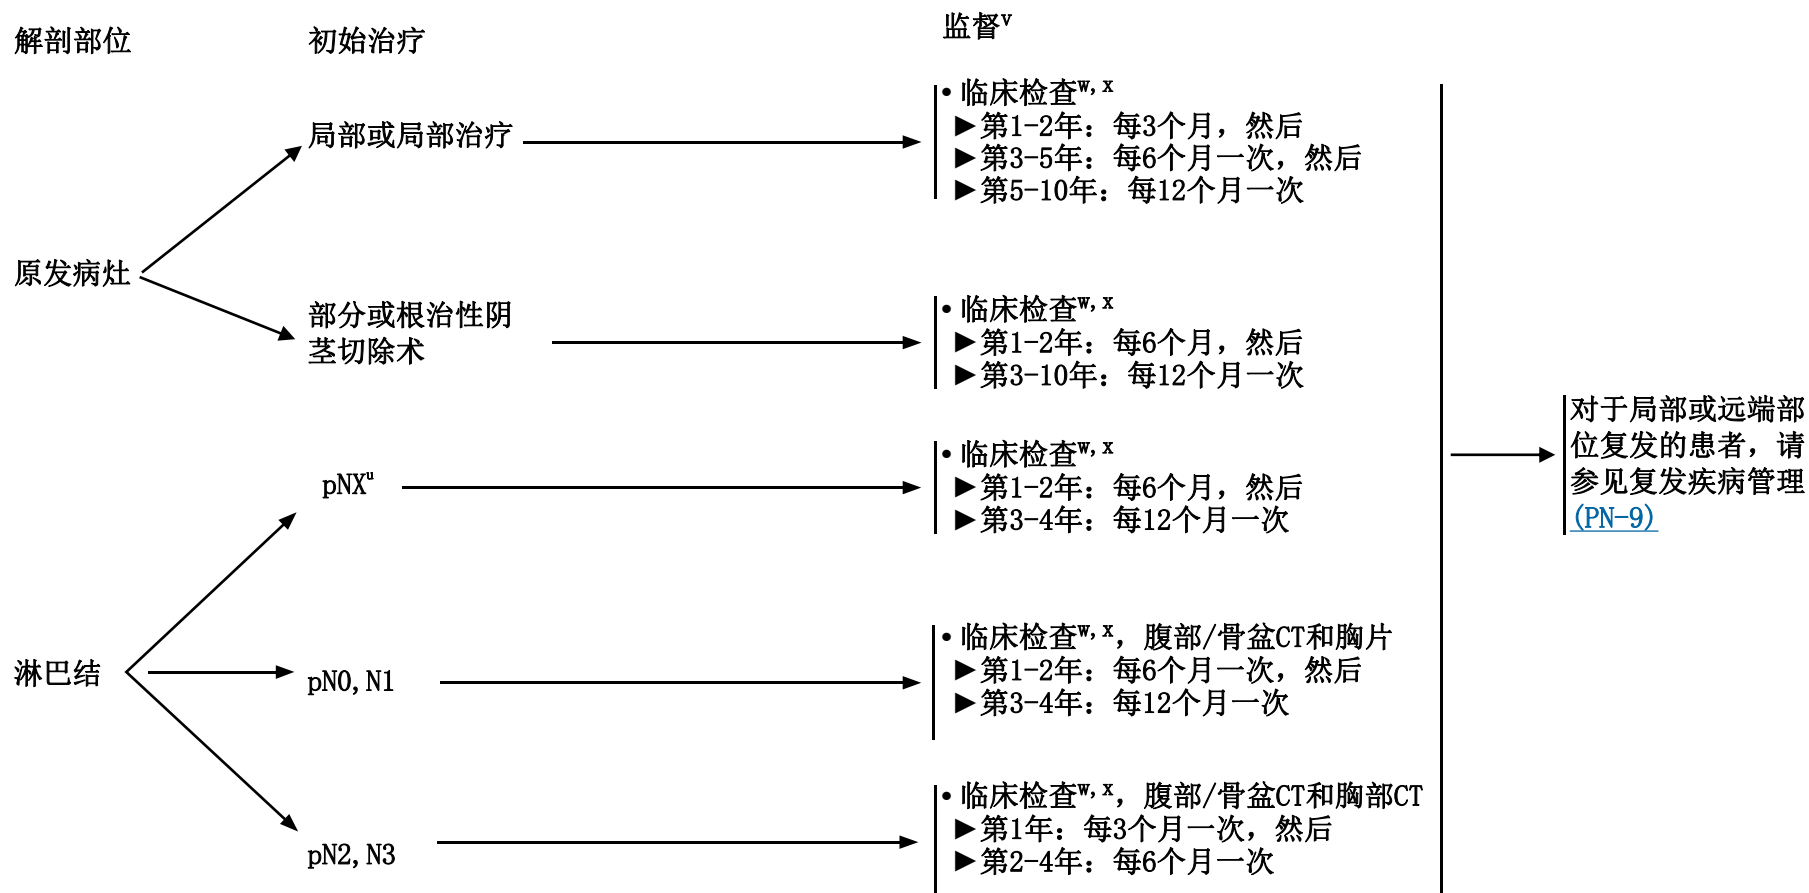 解剖部位
初始治疗
监督v
局部或局部治疗
• 临床检查w, x
►第1-2年：每3个月，然后
►第3-5年：每6个月一次，然后
►第5-10年：每12个月一次
原发病灶
部分或根治性阴
茎切除术
• 临床检查w, x
►第1-2年：每6个月，然后
►第3-10年：每12个月一次
pNXu
• 临床检查w, x
►第1-2年：每6个月，然后
►第3-4年：每12个月一次
淋巴结
pN0, N1
• 临床检查w, x，腹部/骨盆CT和胸片
►第1-2年：每6个月一次，然后
►第3-4年：每12个月一次
pN2, N3
• 临床检查w, x，腹部/骨盆CT和胸部CT
►第1年：每3个月一次，然后
►第2-4年：每6个月一次
对于局部或远端部
位复发的患者，请
参见复发疾病管理
(PN-9)